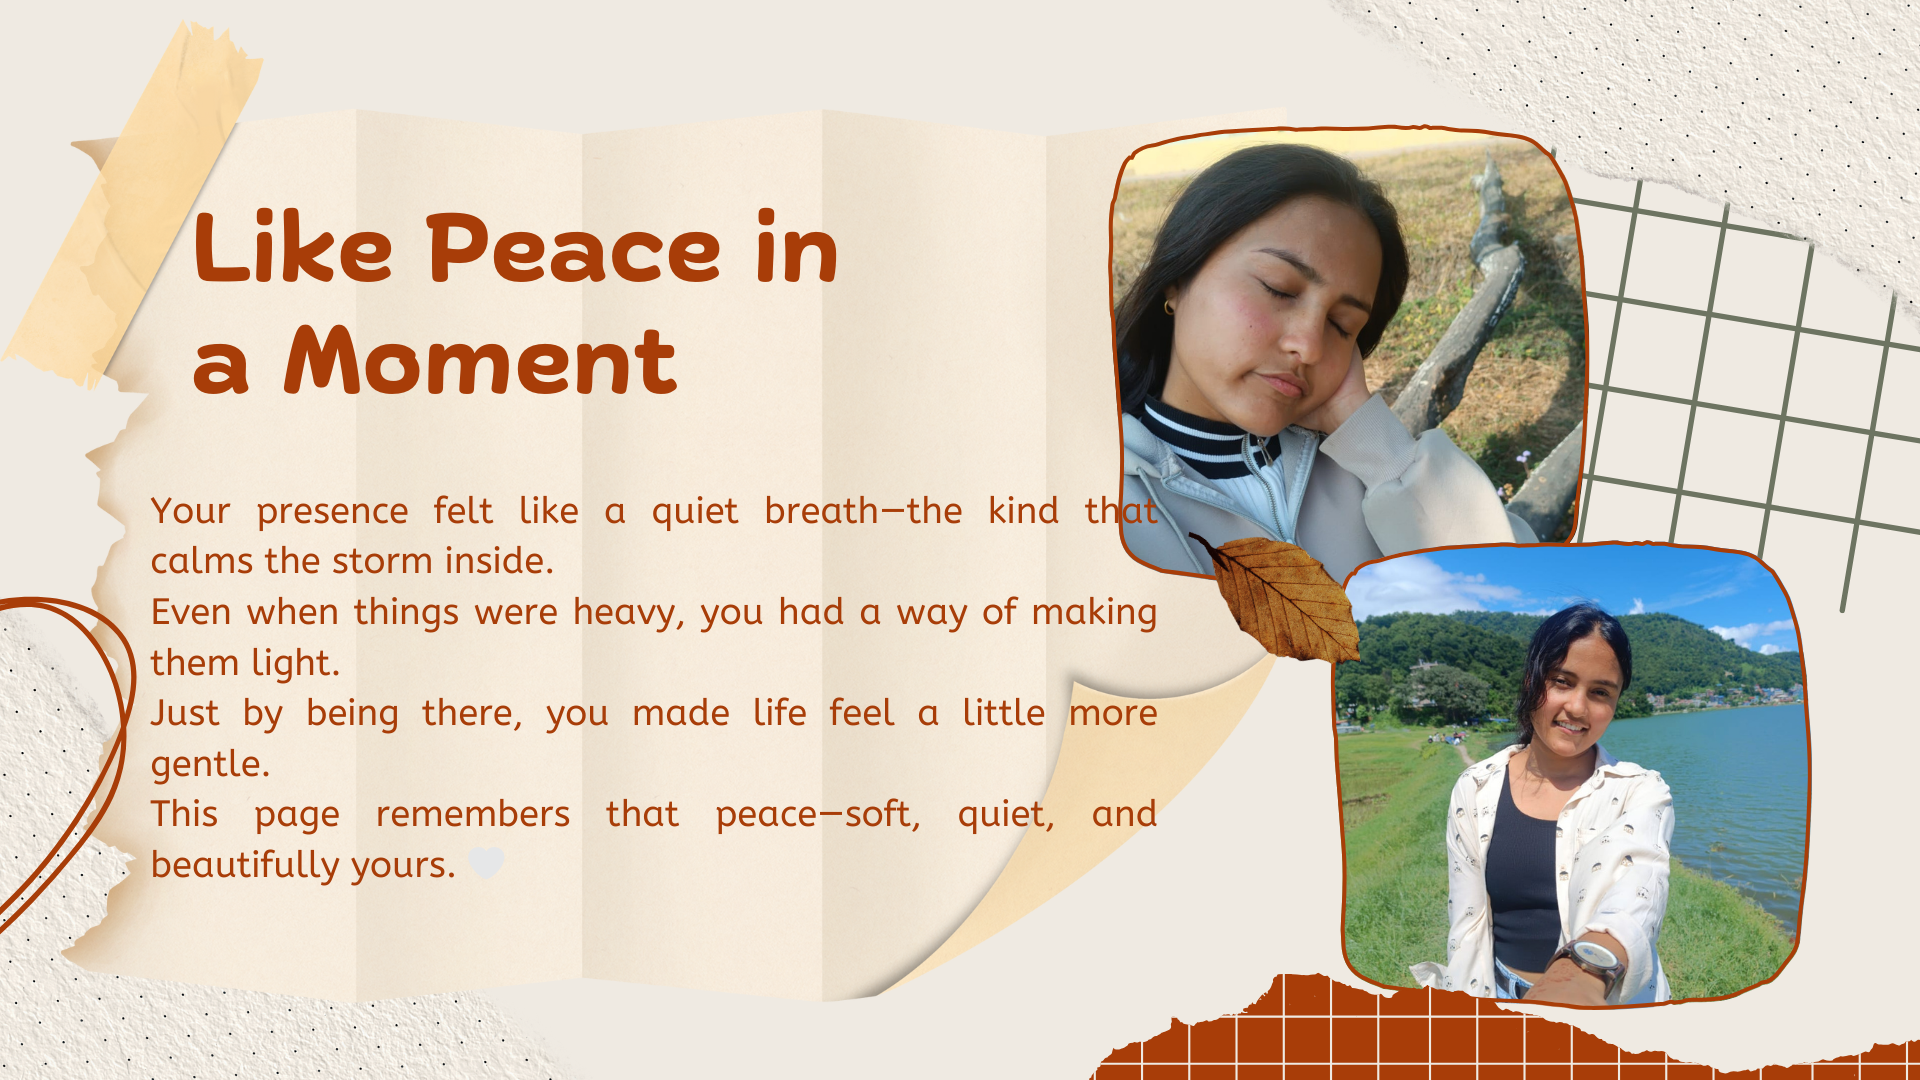 Like Peace in
a Moment
Your presence felt like a quiet breath—the kind that
calms the storm inside.
Even when things were heavy, you had a way of making
them light.
Just by being there, you made life feel a little more
gentle.
This page remembers that peace—soft, quiet, and
beautifully yours. 🤍